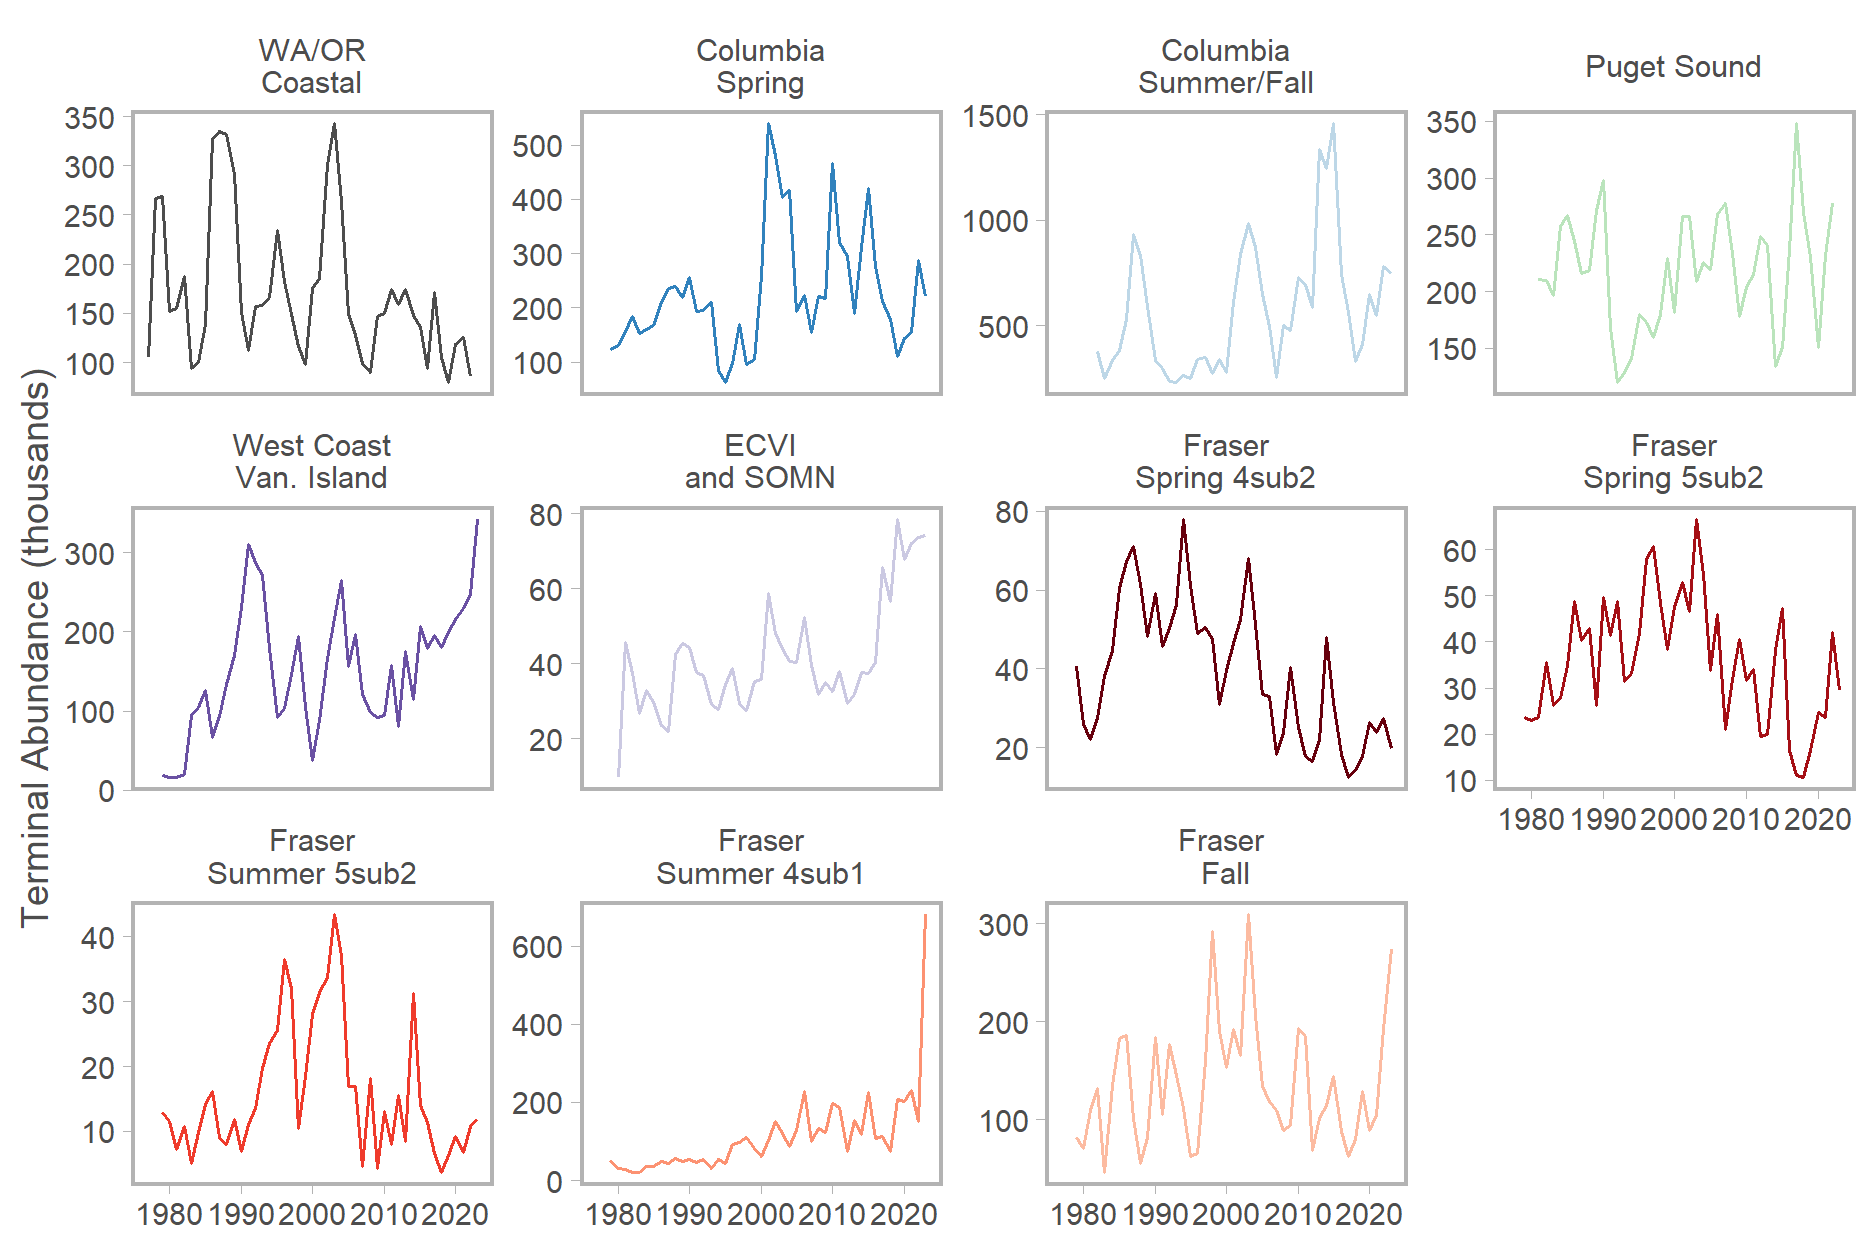 WA/OR
Coastal
Columbia
Spring
Columbia
Summer/Fall
Puget Sound
350
300
250
200
150
100
500
400
300
200
100
1500
1000
500
350
300
250
200
150
Terminal Abundance (thousands)
West Coast
Van. Island
ECVI
and SOMN
Fraser
Spring 4sub2
Fraser
Spring 5sub2
300
200
100
0
80
60
40
20
80
60
40
20
60
50
40
30
20
10
1980 1990 2000 2010 2020
Fraser
Summer 5sub2
Fraser
Summer 4sub1
Fraser
Fall
40
30
20
10
600
400
200
0
300
200
100
1980 1990 2000 2010 2020
1980 1990 2000 2010 2020
1980 1990 2000 2010 2020